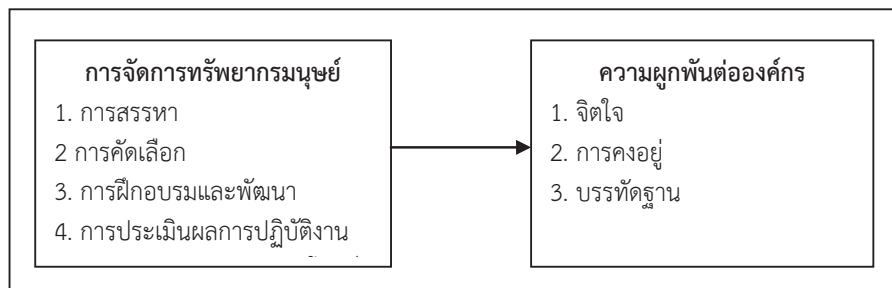 การจัดการทรัพยากรมนุษย์
1. การสรรหา
2 การคัดเลือก
3. การฝึกอบรมและพัฒนา
4. การประเมินผลการปฏิบัติงาน
ความผูกพันต่อองค์กร
1. จิตใจ
2. การคงอยู่
3. บรรทัดฐาน